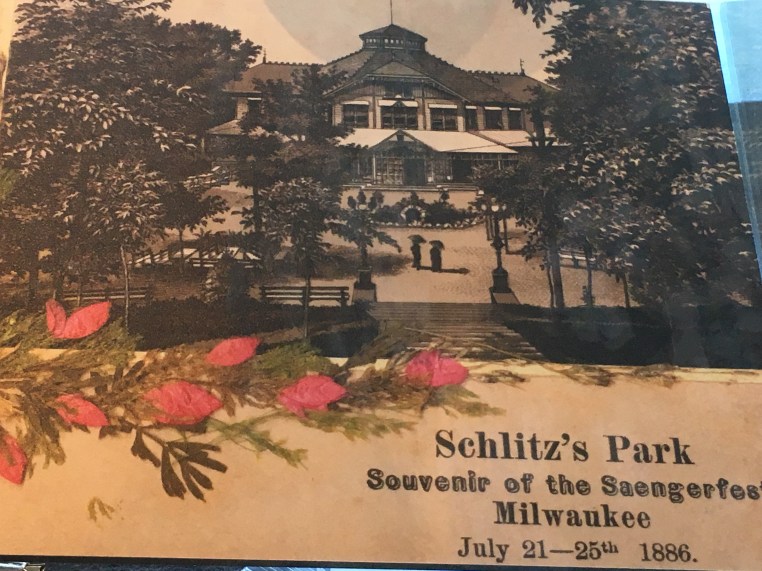 Schlitz's Park
Souvenir of the Saengerfest
Milwaukee
July 21—25th 1886.